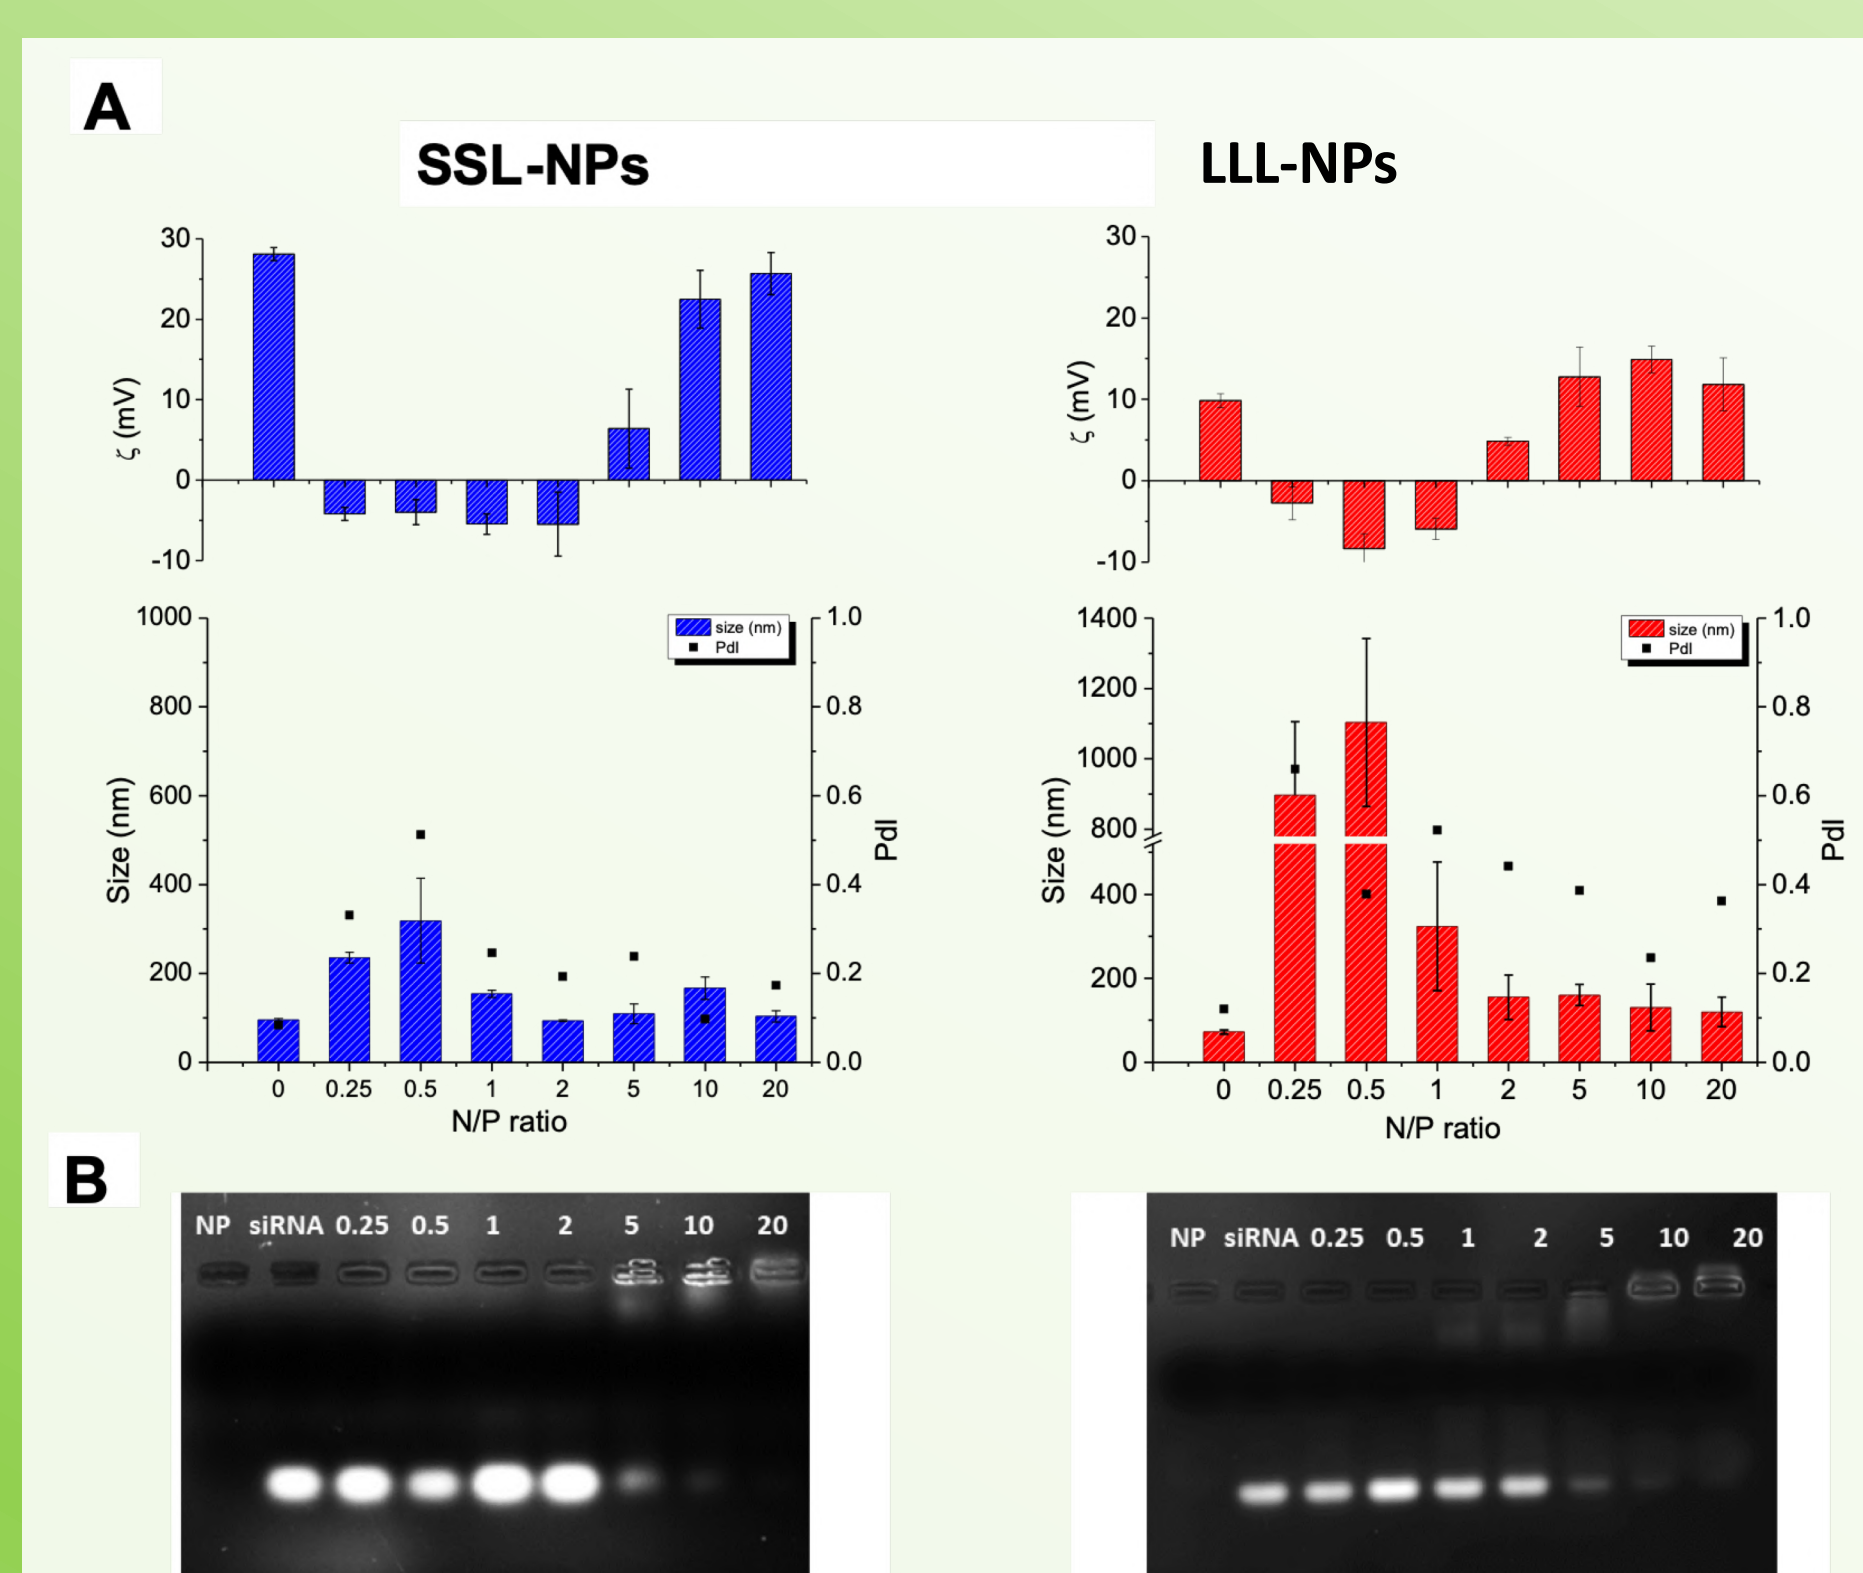 A
SSL-NPs
LLL-NPs
30
20
10
0
-10
ζ (mV)
30
20
10
0
-10
ζ (mV)
1000
800
600
400
200
0
Size (nm)
size (nm)
PdI
1.0
0.8
0.6
0.4
0.2
0.0
PdI
0 0.25 0.5 1 2 5 10 20
N/P ratio
1400
1200
1000
800
400
200
0
Size (nm)
size (nm)
PdI
1.0
0.8
0.6
0.4
0.2
0.0
PdI
0 0.25 0.5 1 2 5 10 20
N/P ratio
B
NP siRNA 0.25 0.5 1 2 5 10 20
NP siRNA 0.25 0.5 1 2 5 10 20